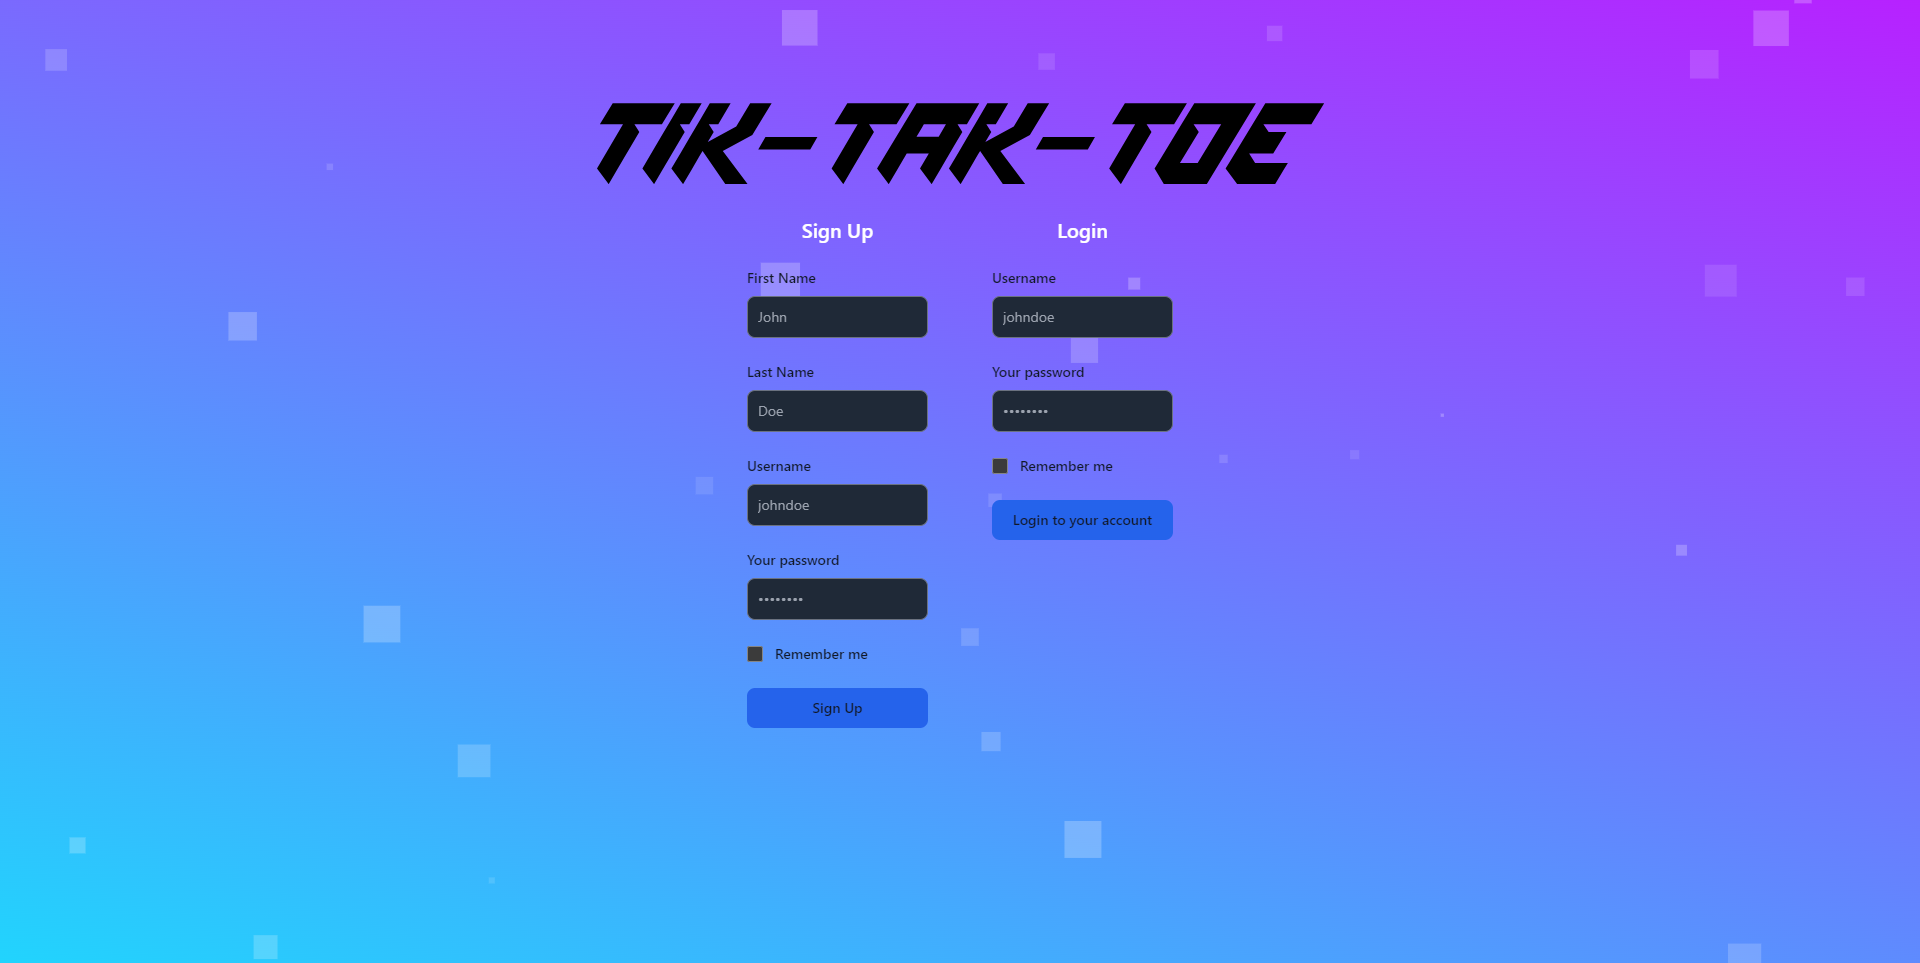 TIK-TAK-TOE
Sign Up
First Name
John
Last Name
Doe
Username
johndoe
Your password
••••••••
Remember me
Sign Up
Login
Username
johndoe
Your password
••••••••
Remember me
Login to your account